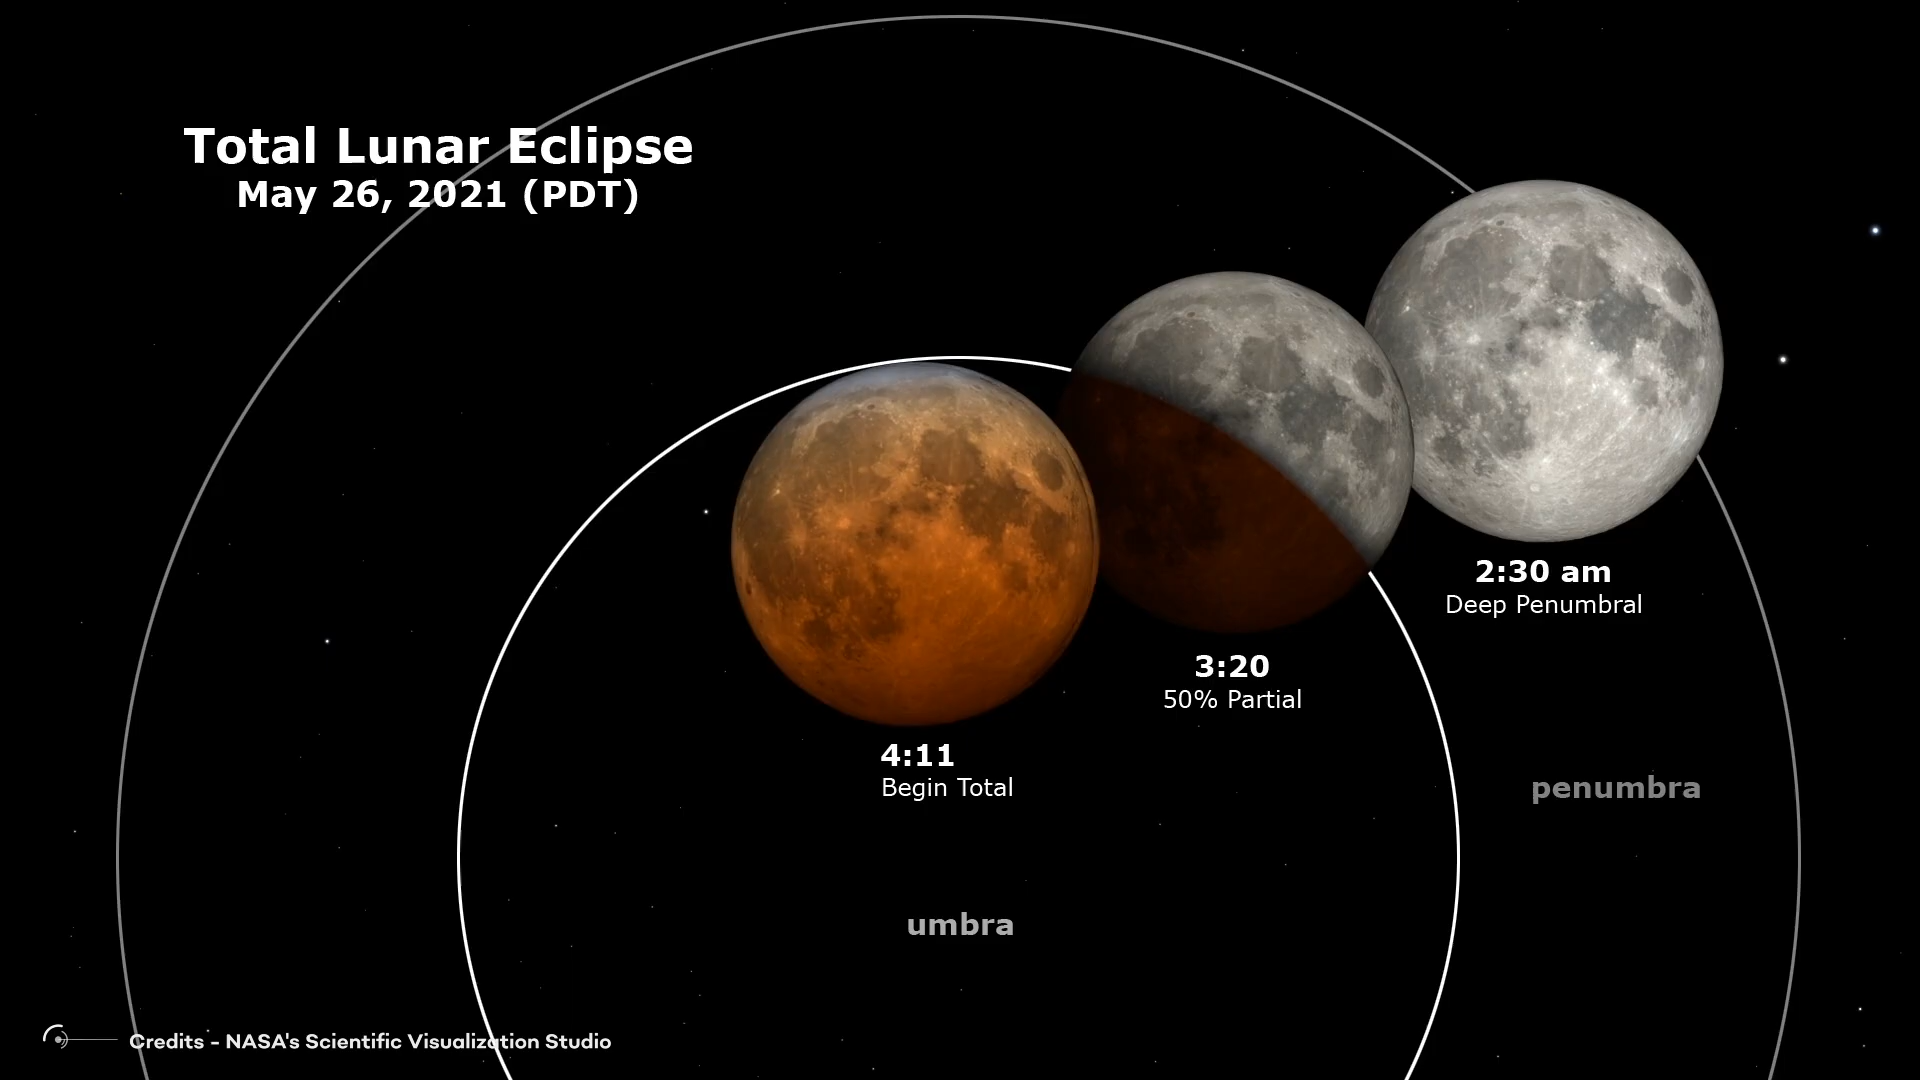 Total Lunar Eclipse
May 26, 2021 (PDT)
2:30 am
Deep Penumbral
3:20
50% Partial
4:11
Begin Total
penumbra
umbra
Credits - NASA's Scientific Visualization Studio